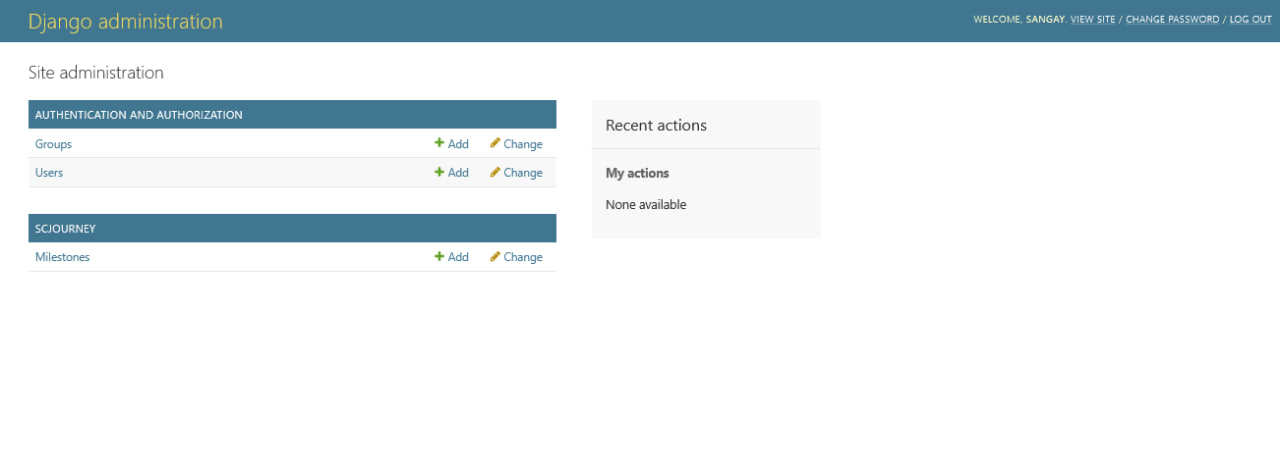 Django administration
WELCOME, SANGAY. VIEW SITE / CHANGE PASSWORD / LOG OUT
Site administration
AUTHENTICATION AND AUTHORIZATION
Groups Add Change
Users Add Change
SCJOURNEY
Milestones Add Change
Recent actions
My actions
None available